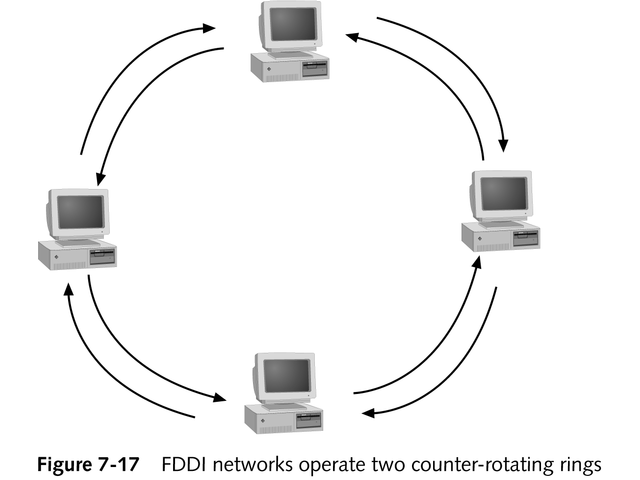 Figure 7-17 FDDI networks operate two counter-rotating rings